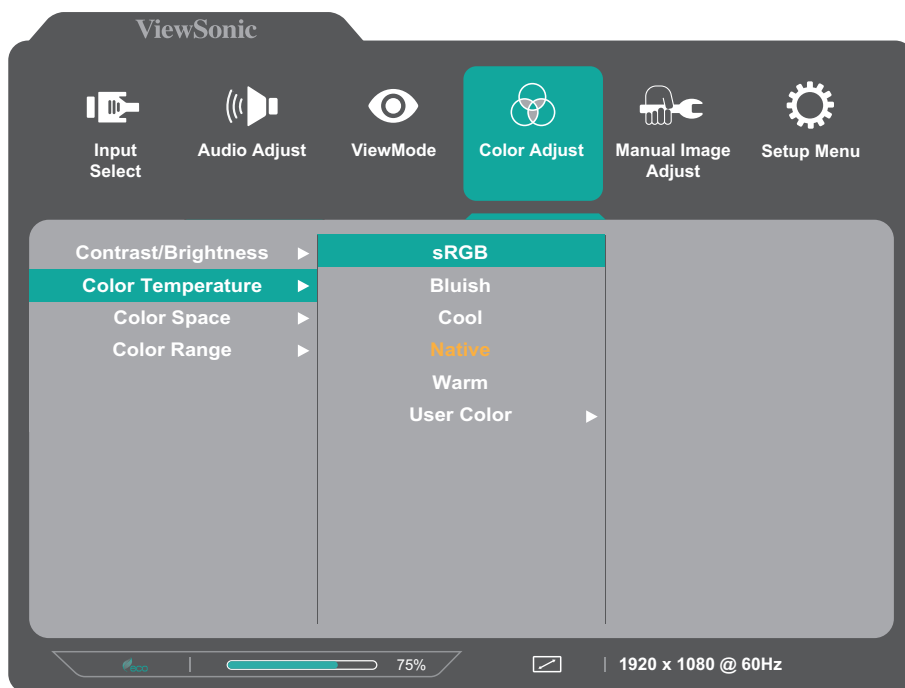 ViewSonic
Input Select
Audio Adjust
ViewMode
Color Adjust
Manual Image Adjust
Setup Menu
Contrast/Brightness
Color Temperature
Color Space
Color Range
sRGB
Bluish
Cool
Native
Warm
User Color
eco
75%
1920 x 1080 @ 60Hz